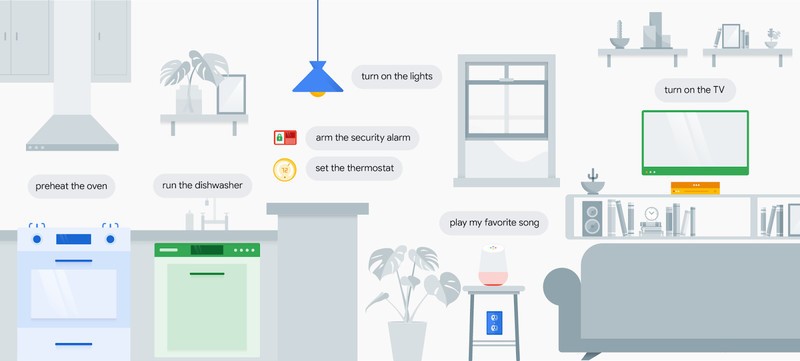 turn on the lights
turn on the TV
arm the security alarm
set the thermostat
preheat the oven
run the dishwasher
play my favorite song